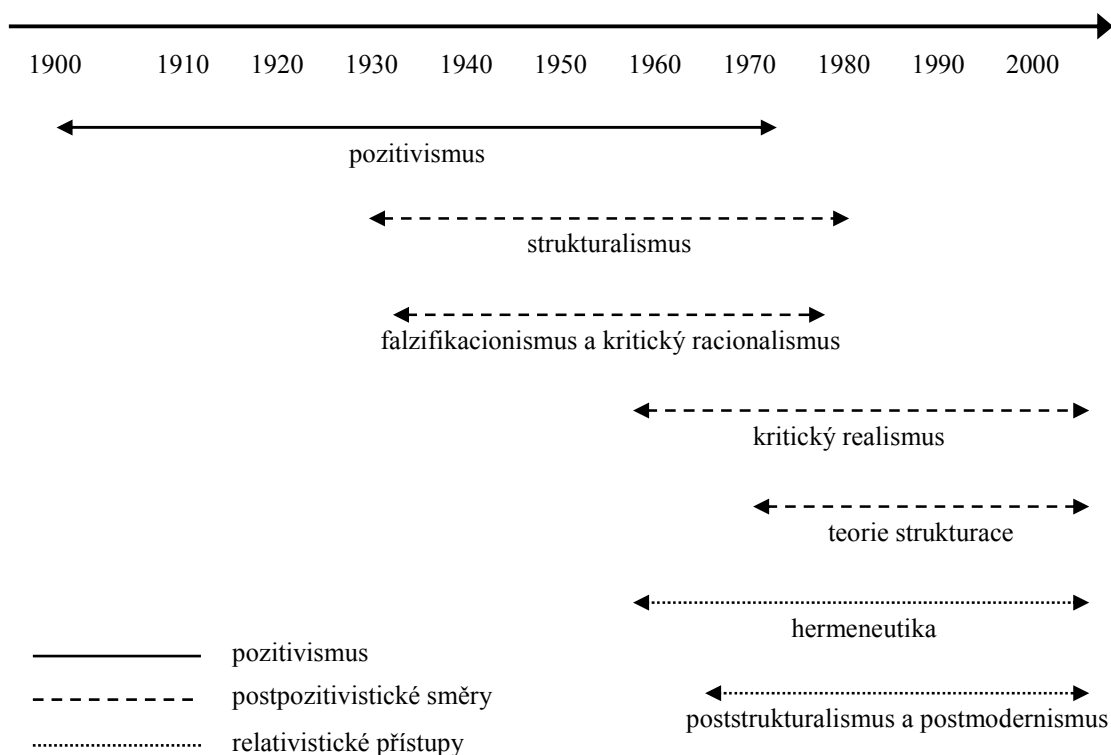 1900 1910 1920 1930 1940 1950 1960 1970 1980 1990 2000
pozitivismus
strukturalismus
falzifikacionismus a kritický racionalismus
kritický realismus
teorie strukturace
hermeneutika
poststrukturalismus a postmodernismus
pozitivismus
postpozitivistické směry
relativistické přístupy